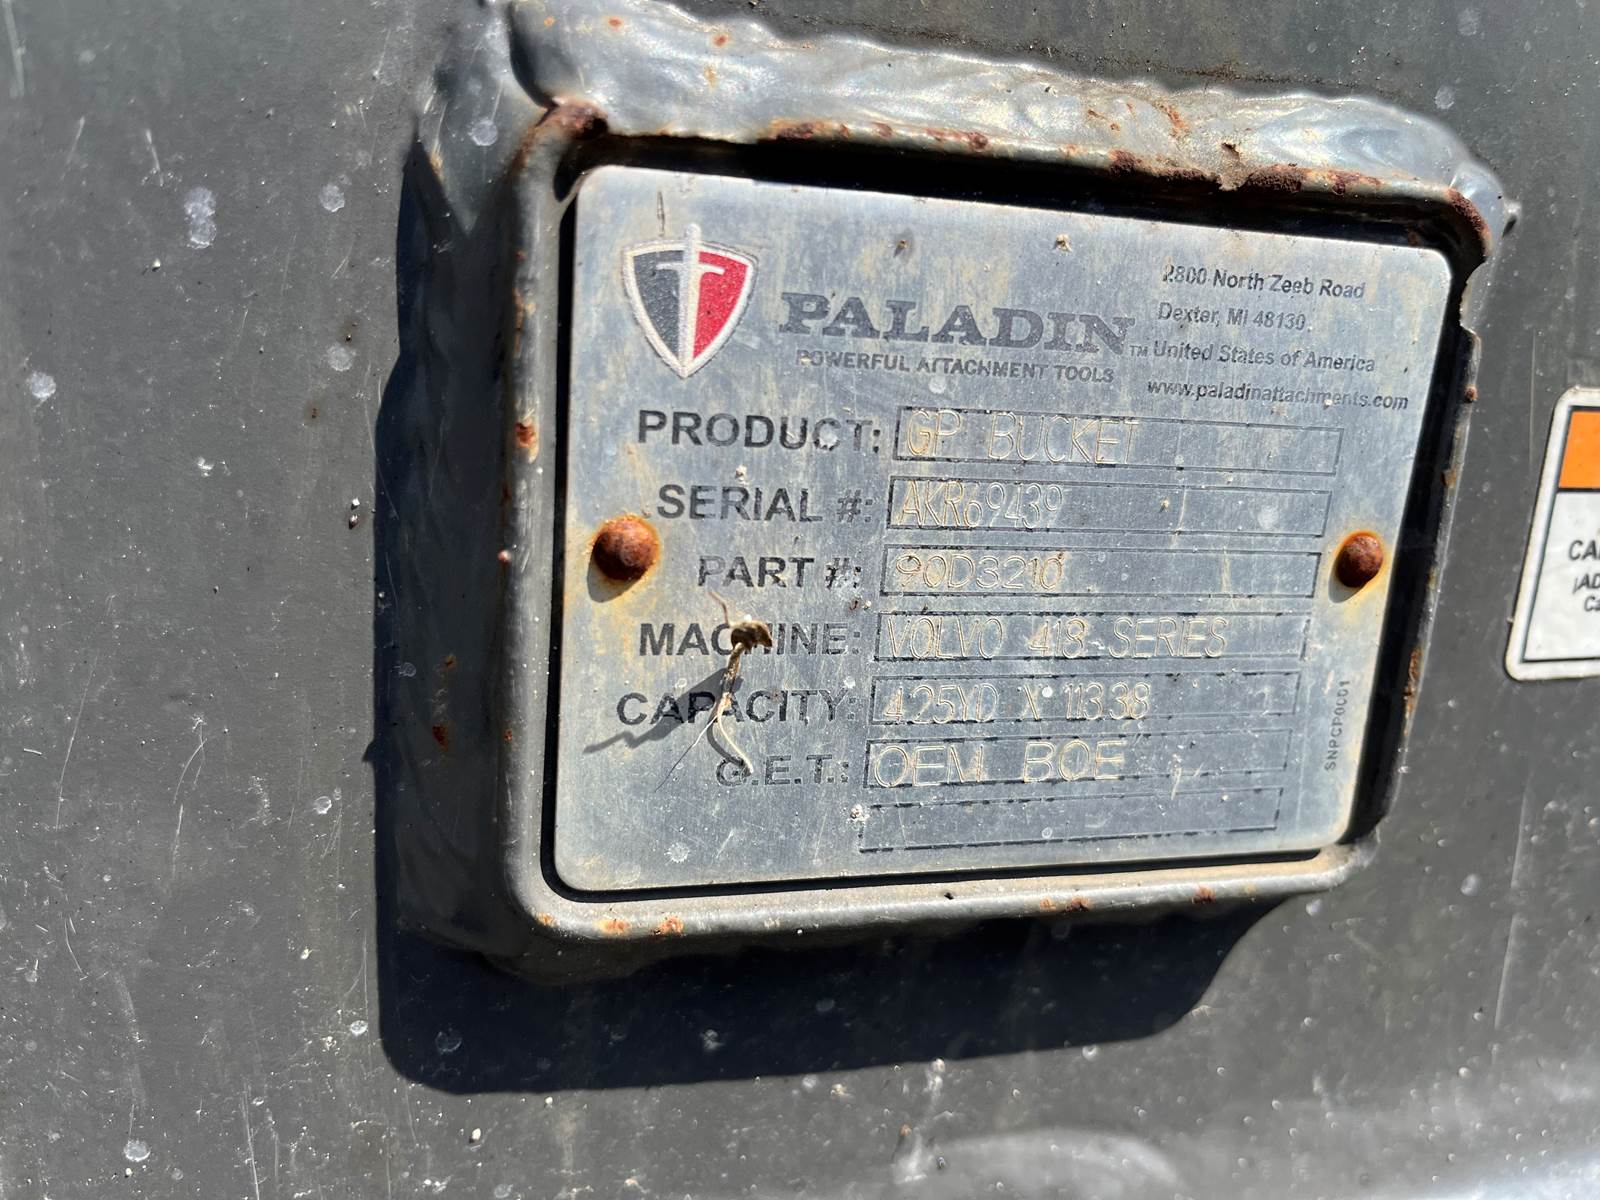 PALADIN™
POWERFUL ATTACHMENT TOOLS
2800 North Zeeb Road
Dexter, MI 48130
United States of America
www.paladinattachments.com
PRODUCT: GP BUCKET
SERIAL #: AKR69439
PART #: 90D3210
MACHINE: VOLVO 418-SERIES
CAPACITY: 4.25YD X 113.38
G.E.T.: OEM BOE
SNPCP0001